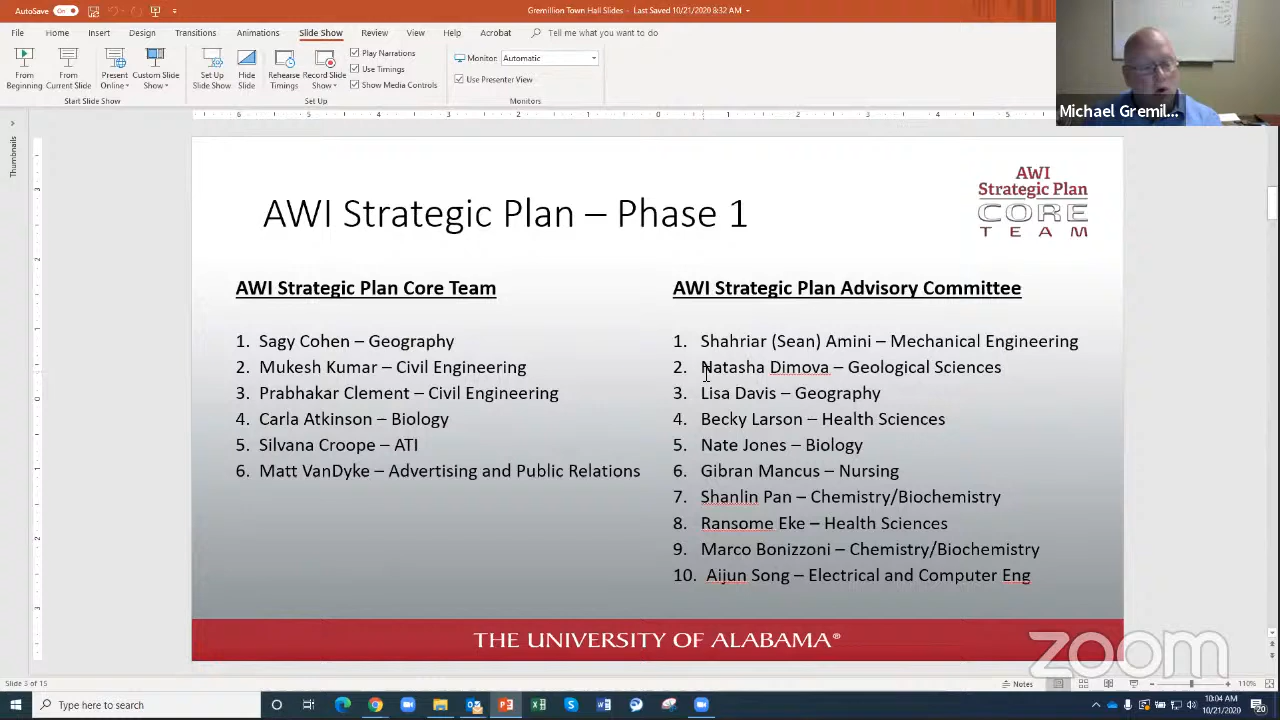 AutoSave On Gremillion Town Hall Slides - Last Saved 10/21/2020 8:32 AM
File Home Insert Design Transitions Animations Slide Show Review View Help Acrobat Tell me what you want to do
From Beginning
From Current Slide
Present Online
Custom Slide Show
Set Up Slide Show
Hide Slide
Rehearse Timings
Record Slide Show
Play Narrations
Use Timings
Show Media Controls
Monitor: Automatic
Use Presenter View
Start Slide Show Set Up Monitors
Michael Gremil...
Thumbnails
AWI
Strategic Plan
CORE
TEAM
AWI Strategic Plan – Phase 1
AWI Strategic Plan Core Team
1. Sagy Cohen – Geography
2. Mukesh Kumar – Civil Engineering
3. Prabhakar Clement – Civil Engineering
4. Carla Atkinson – Biology
5. Silvana Croope – ATI
6. Matt VanDyke – Advertising and Public Relations
AWI Strategic Plan Advisory Committee
1. Shahriar (Sean) Amini – Mechanical Engineering
2. Natasha Dimova – Geological Sciences
3. Lisa Davis – Geography
4. Becky Larson – Health Sciences
5. Nate Jones – Biology
6. Gibran Mancus – Nursing
7. Shanlin Pan – Chemistry/Biochemistry
8. Ransome Eke – Health Sciences
9. Marco Bonizzoni – Chemistry/Biochemistry
10. Aijun Song – Electrical and Computer Eng
THE UNIVERSITY OF ALABAMA®
zoom
Slide 3 of 15 Notes 110%
Type here to search
10:04 AM
10/21/2020
20